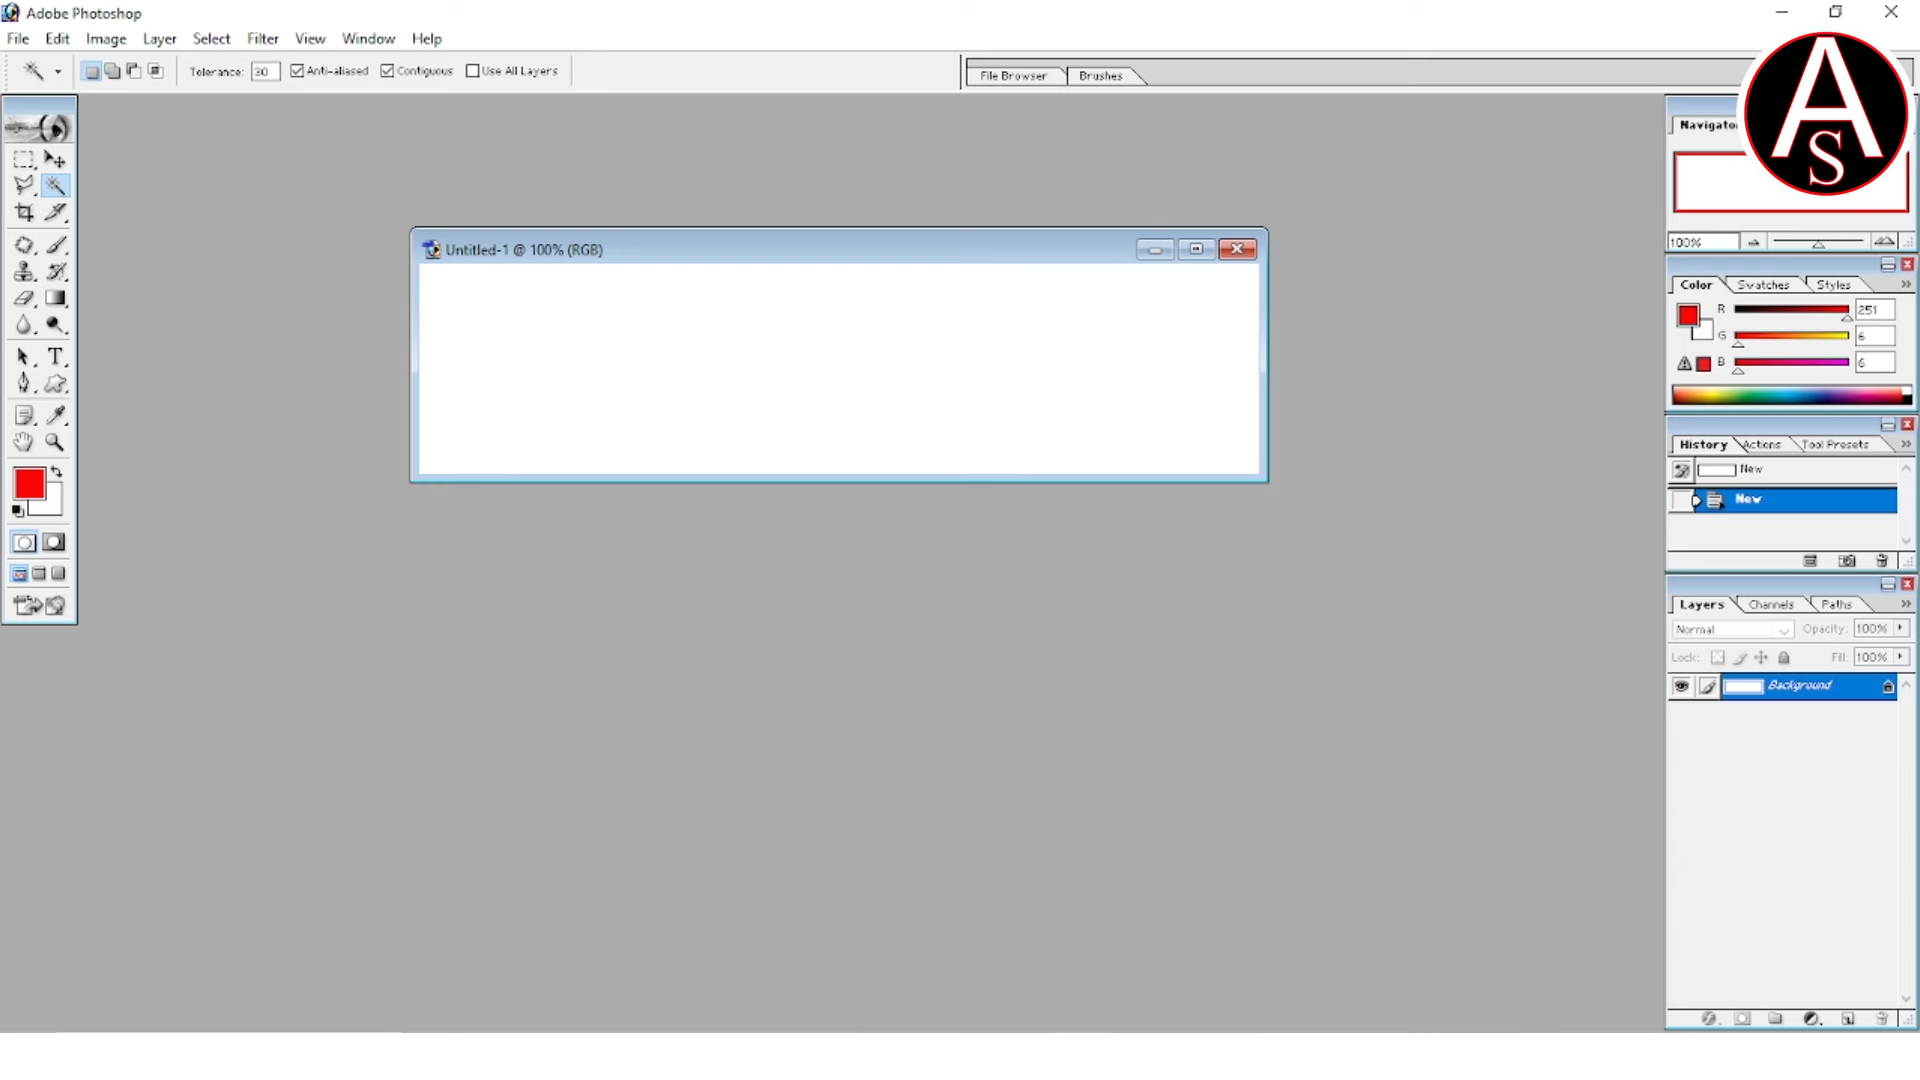 Adobe Photoshop
File Edit Image Layer Select Filter View Window Help
Tolerance: 30 Anti-aliased Contiguous Use All Layers
File Browser Brushes
A
S
Navigato
100%
Untitled-1 @ 100% (RGB)
Color Swatches Styles
R 251
G 6
B 6
T
History Actions Tool Presets
New
New
Layers Channels Paths
Normal Opacity: 100%
Lock: Fill: 100%
Background